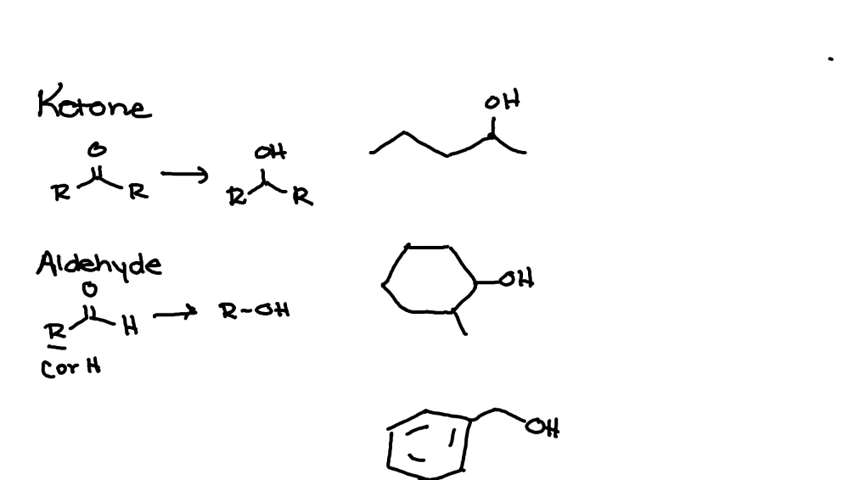 Ketone
OH
O
OH
R R
R R
Aldehyde
O
OH
R H
R-OH
C or H
OH